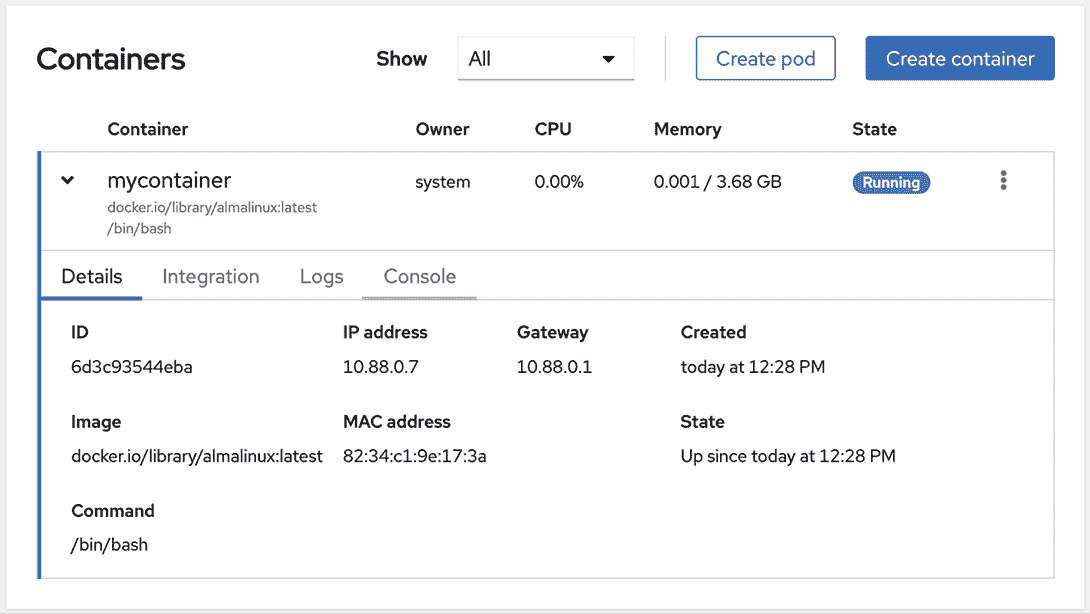 Containers Show All Create pod Create container
Container Owner CPU Memory State
mycontainer system 0.00% 0.001 / 3.68 GB Running
docker.io/library/almalinux:latest
/bin/bash
Details Integration Logs Console
ID IP address Gateway Created
6d3c93544eba 10.88.0.7 10.88.0.1 today at 12:28 PM
Image MAC address State
docker.io/library/almalinux:latest 82:34:c1:9e:17:3a Up since today at 12:28 PM
Command
/bin/bash